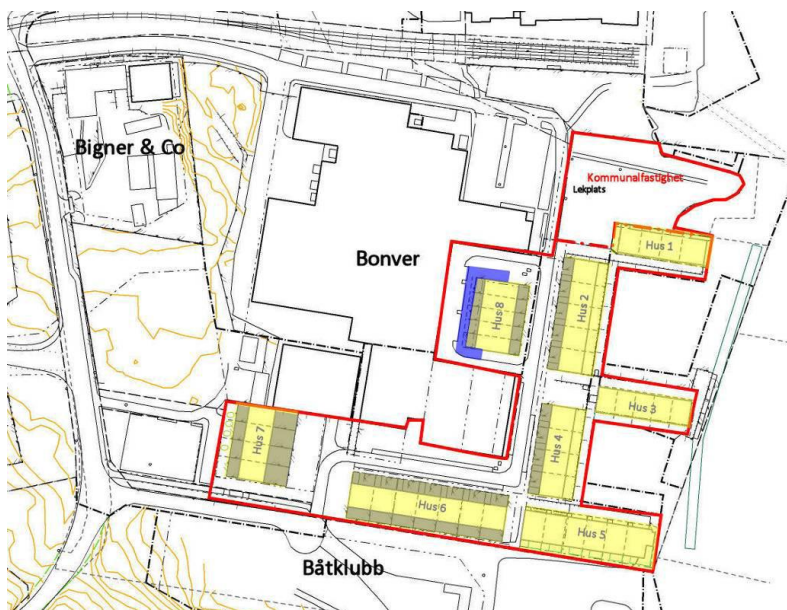 Bigner & Co
Kommunalfastighet
Lekplats
Hus 1
Bonver
Hus 2
Hus 8
Hus 3
Hus 7
Hus 4
Hus 6
Hus 5
Båtklubb